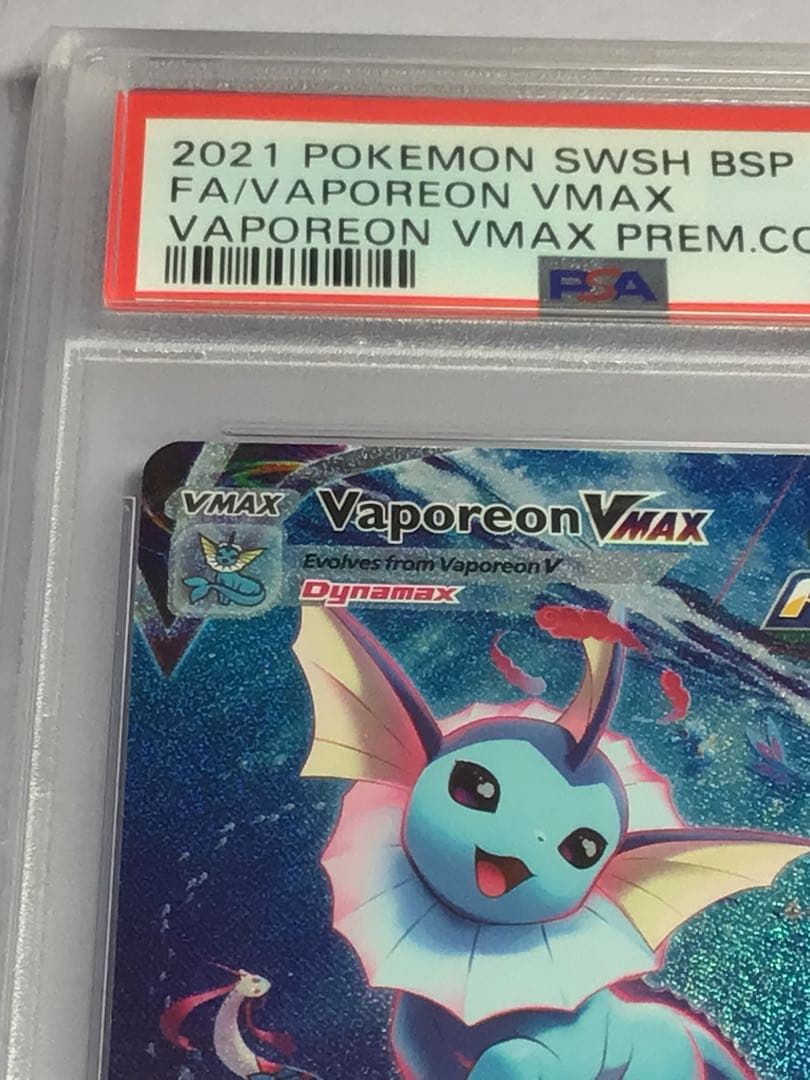 2021 POKEMON SWSH BSP
FA/VAPOREON VMAX
VAPOREON VMAX PREM.CO
PSA
VMAX
Vaporeon VMAX
Evolves from Vaporeon V
Dynamax